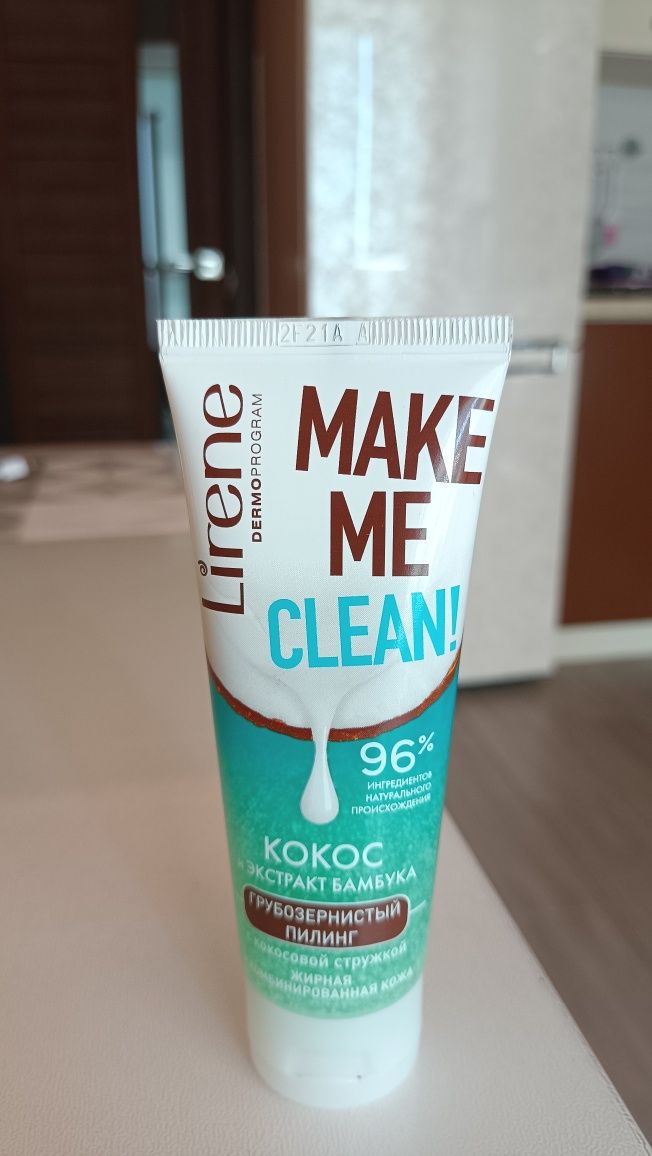 2F21A A
Lirene
DERMOPROGRAM
MAKE
ME
CLEAN!
96%
ИНГРЕДИЕНТОВ
НАТУРАЛЬНОГО
ПРОИСХОЖДЕНИЯ
КОКОС
и ЭКСТРАКТ БАМБУКА
ГРУБОЗЕРНИСТЫЙ
ПИЛИНГ
кокосовой стружкой
ЖИРНАЯ
КОМБИНИРОВАННАЯ КОЖА